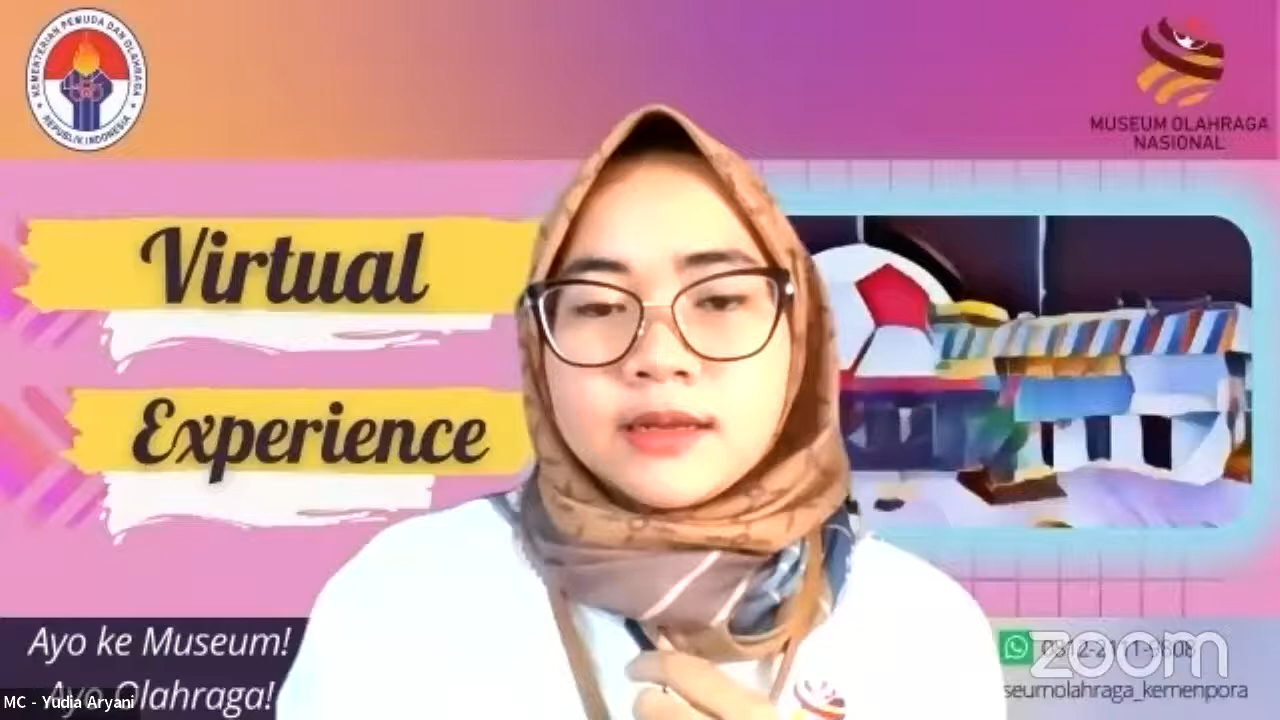 KEMENTERIAN PEMUDA DAN OLAHRAGA
REPUBLIK INDONESIA
MUSEUM OLAHRAGA
NASIONAL
Virtual
Experience
Ayo ke Museum!
Ayo Olahraga!
MC - Yudia Aryani
zoom
seumolahraga_kemenpora